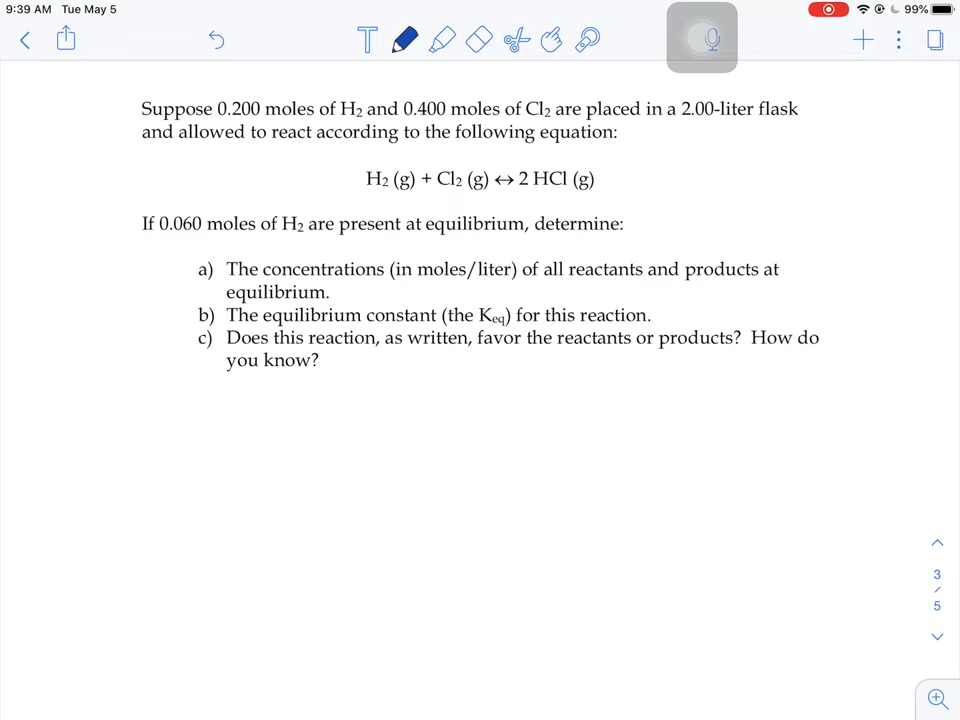 9:39 AM Tue May 5
99%
T
Suppose 0.200 moles of H₂ and 0.400 moles of Cl₂ are placed in a 2.00-liter flask
and allowed to react according to the following equation:
H₂ (g) + Cl₂ (g) ↔ 2 HCl (g)
If 0.060 moles of H₂ are present at equilibrium, determine:
a) The concentrations (in moles/liter) of all reactants and products at
equilibrium.
b) The equilibrium constant (the Keq) for this reaction.
c) Does this reaction, as written, favor the reactants or products? How do
you know?
3
/
5